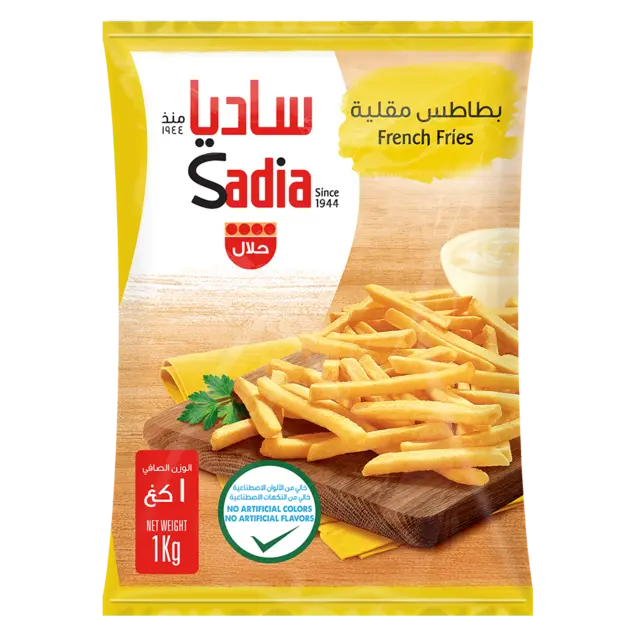 ساديا
منذ
١٩٤٤
Sadia
Since
1944
حلال
بطاطس مقلية
French Fries
الوزن الصافي
١ كغ
NET WEIGHT
1Kg
خالي من الألوان الاصطناعية
خالي من النكهات الاصطناعية
NO ARTIFICIAL COLORS
NO ARTIFICIAL FLAVORS